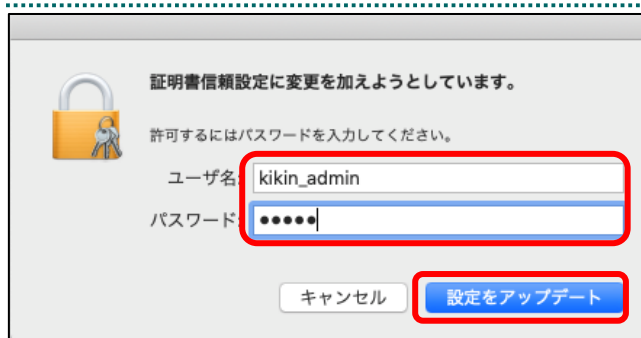 証明書信頼設定に変更を加えようとしています。
許可するにはパスワードを入力してください。
ユーザ名: kikin_admin
パスワード: •••••
キャンセル 設定をアップデート